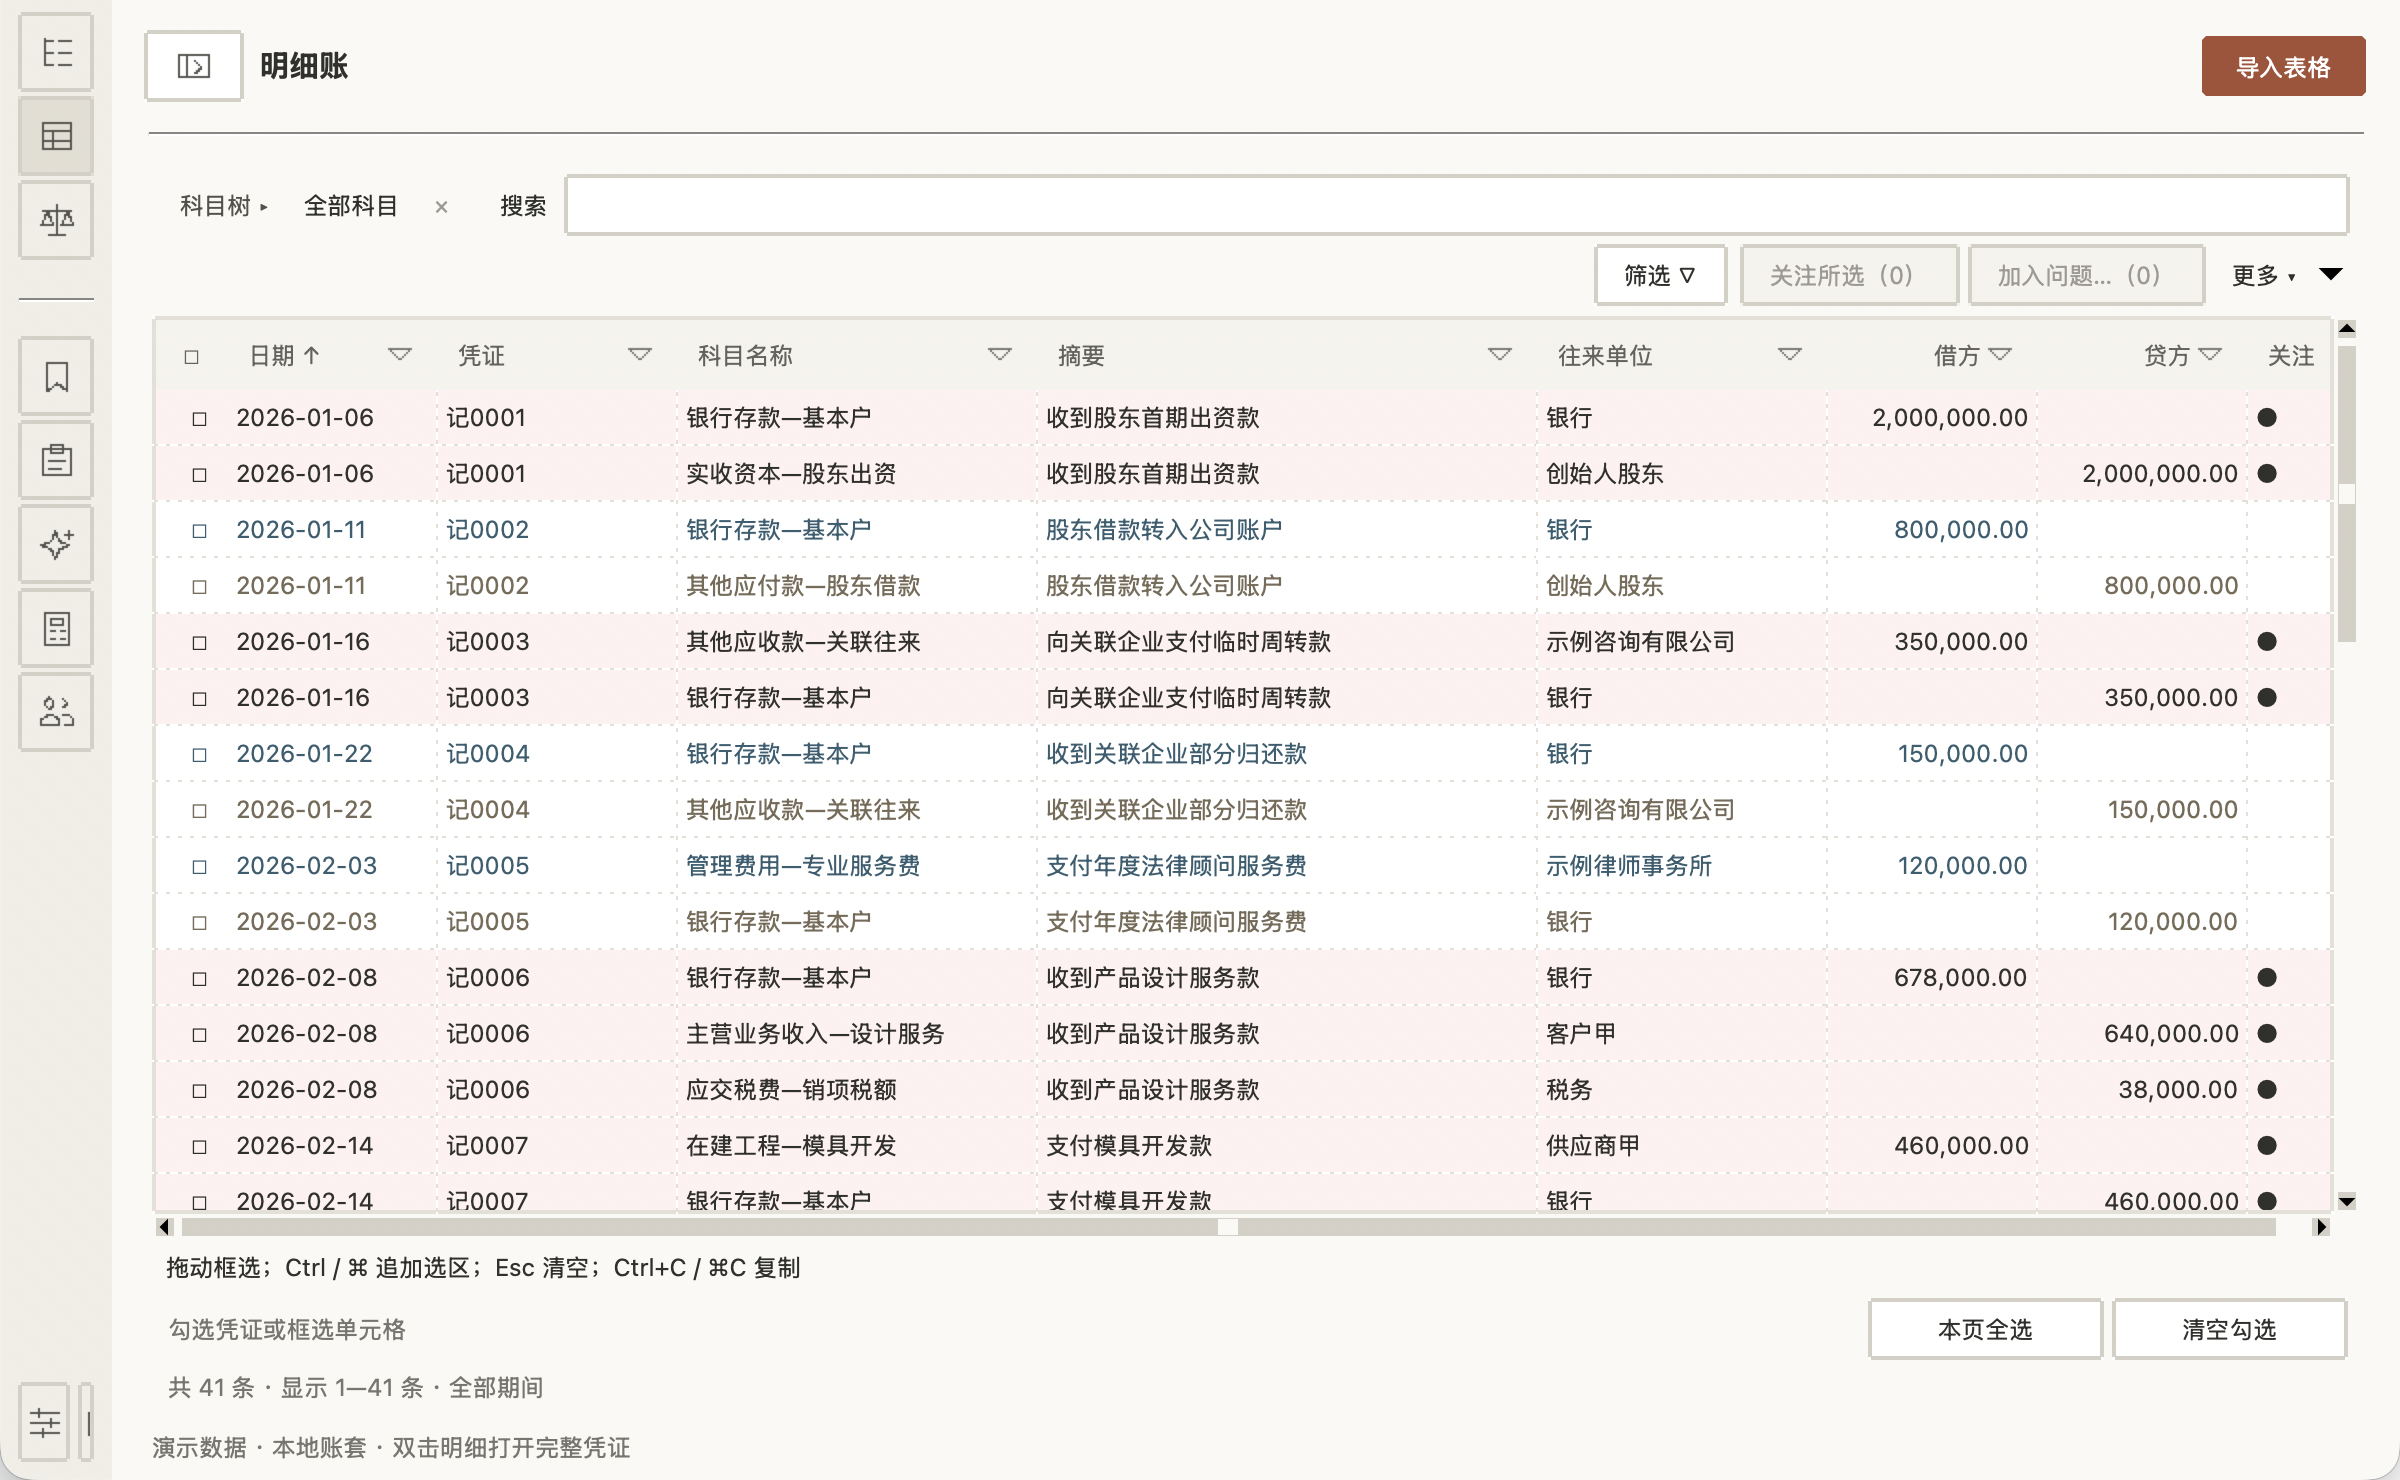 明细账
导入表格
科目树 ▸ 全部科目 × 搜索
筛选 ▽ 关注所选 (0) 加入问题... (0) 更多 ▾
日期 ↑ 凭证 科目名称 摘要 往来单位 借方 贷方 关注
2026-01-06 记0001 银行存款—基本户 收到股东首期出资款 银行 2,000,000.00 ●
2026-01-06 记0001 实收资本—股东出资 收到股东首期出资款 创始人股东 2,000,000.00 ●
2026-01-11 记0002 银行存款—基本户 股东借款转入公司账户 银行 800,000.00
2026-01-11 记0002 其他应付款—股东借款 股东借款转入公司账户 创始人股东 800,000.00
2026-01-16 记0003 其他应收款—关联往来 向关联企业支付临时周转款 示例咨询有限公司 350,000.00 ●
2026-01-16 记0003 银行存款—基本户 向关联企业支付临时周转款 银行 350,000.00 ●
2026-01-22 记0004 银行存款—基本户 收到关联企业部分归还款 银行 150,000.00
2026-01-22 记0004 其他应收款—关联往来 收到关联企业部分归还款 示例咨询有限公司 150,000.00
2026-02-03 记0005 管理费用—专业服务费 支付年度法律顾问服务费 示例律师事务所 120,000.00
2026-02-03 记0005 银行存款—基本户 支付年度法律顾问服务费 银行 120,000.00
2026-02-08 记0006 银行存款—基本户 收到产品设计服务款 银行 678,000.00 ●
2026-02-08 记0006 主营业务收入—设计服务 收到产品设计服务款 客户甲 640,000.00 ●
2026-02-08 记0006 应交税费—销项税额 收到产品设计服务款 税务 38,000.00 ●
2026-02-14 记0007 在建工程—模具开发 支付模具开发款 供应商甲 460,000.00 ●
2026-02-14 记0007 银行存款—基本户 支付模具开发款 银行 460,000.00 ●
拖动框选；Ctrl / ⌘ 追加选区；Esc 清空；Ctrl+C / ⌘C 复制
勾选凭证或框选单元格
本页全选 清空勾选
共 41 条 · 显示 1—41 条 · 全部期间
演示数据 · 本地账套 · 双击明细打开完整凭证